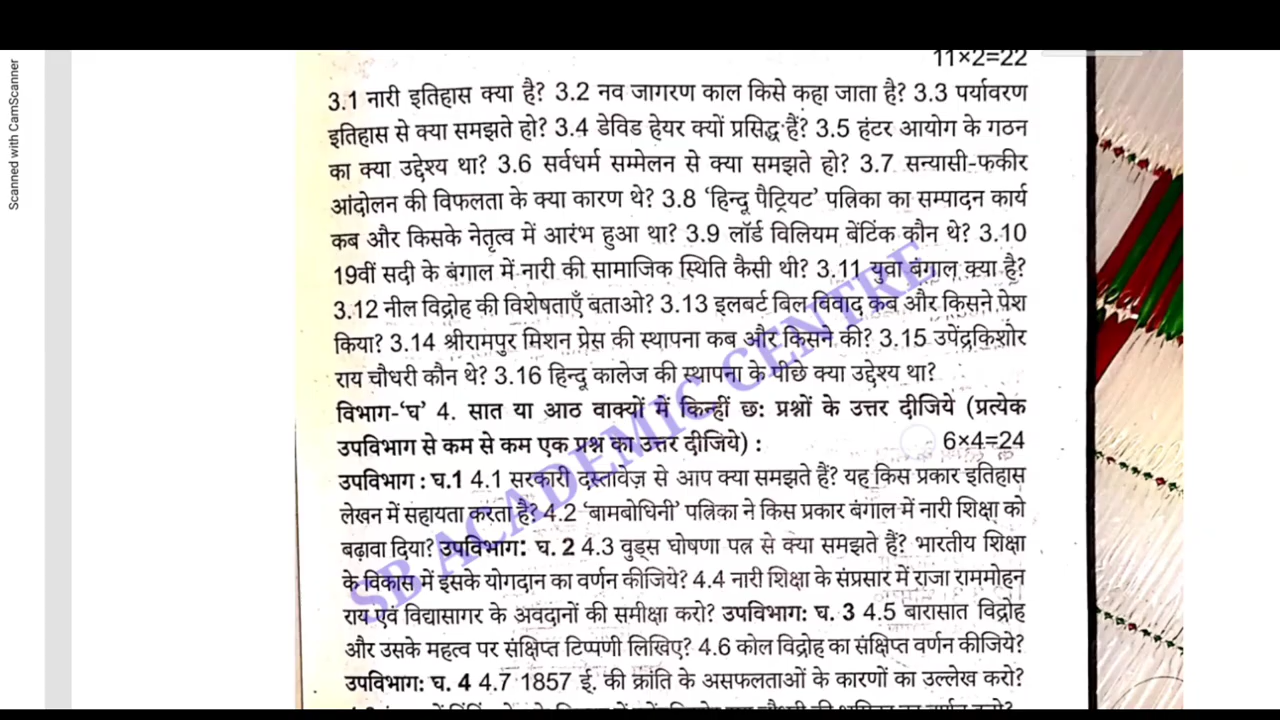 Scanned with CamScanner
11×2=22
3.1 नारी इतिहास क्या है? 3.2 नव जागरण काल किसे कहा जाता है? 3.3 पर्यावरण
इतिहास से क्या समझते हो? 3.4 डेविड हेयर क्यों प्रसिद्ध हैं? 3.5 हंटर आयोग के गठन
का क्या उद्देश्य था? 3.6 सर्वधर्म सम्मेलन से क्या समझते हो? 3.7 सन्यासी-फकीर
आंदोलन की विफलता के क्या कारण थे? 3.8 ‘हिन्दू पैट्रियट’ पत्रिका का सम्पादन कार्य
कब और किसके नेतृत्व में आरंभ हुआ था? 3.9 लॉर्ड विलियम बेंटिंक कौन थे? 3.10
19वीं सदी के बंगाल में नारी की सामाजिक स्थिति कैसी थी? 3.11 युवा बंगाल क्या है?
3.12 नील विद्रोह की विशेषताएँ बताओ? 3.13 इलबर्ट बिल विवाद कब और किसने पेश
किया? 3.14 श्रीरामपुर मिशन प्रेस की स्थापना कब और किसने की? 3.15 उपेंद्रकिशोर
राय चौधरी कौन थे? 3.16 हिन्दू कालेज की स्थापना के पीछे क्या उद्देश्य था?
विभाग-‘घ’ 4. सात या आठ वाक्यों में किन्हीं छ: प्रश्नों के उत्तर दीजिये (प्रत्येक
उपविभाग से कम से कम एक प्रश्न का उत्तर दीजिये) : 6×4=24
उपविभाग : घ.1 4.1 सरकारी दस्तावेज़ से आप क्या समझते हैं? यह किस प्रकार इतिहास
लेखन में सहायता करता है? 4.2 ‘बामबोधिनी’ पत्रिका ने किस प्रकार बंगाल में नारी शिक्षा को
बढ़ावा दिया? उपविभाग: घ. 2 4.3 वुड्स घोषणा पत्र से क्या समझते हैं? भारतीय शिक्षा
के विकास में इसके योगदान का वर्णन कीजिये? 4.4 नारी शिक्षा के संप्रसार में राजा राममोहन
राय एवं विद्यासागर के अवदानों की समीक्षा करो? उपविभाग: घ. 3 4.5 बारासात विद्रोह
और उसके महत्व पर संक्षिप्त टिप्पणी लिखिए? 4.6 कोल विद्रोह का संक्षिप्त वर्णन कीजिये?
उपविभाग: घ. 4 4.7 1857 ई. की क्रांति के असफलताओं के कारणों का उल्लेख करो?
SB ACADEMIC CENTRE